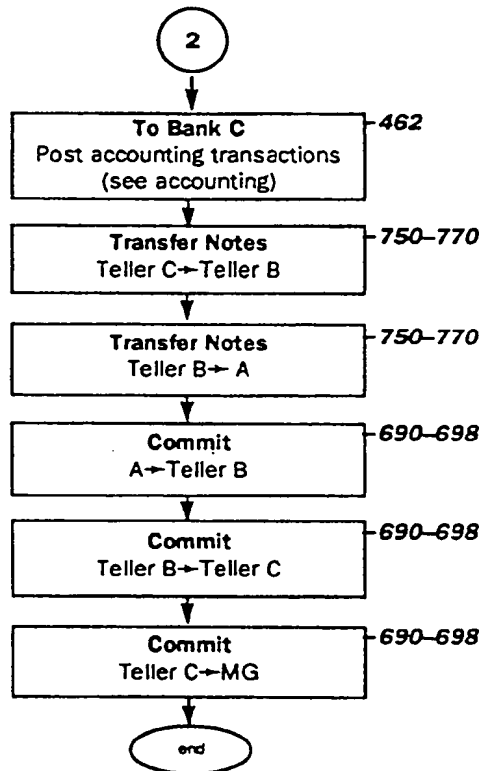 2
To Bank C
462
Post accounting transactions
(see accounting)
Transfer Notes
750–770
Teller C→Teller B
Transfer Notes
750–770
Teller B→ A
Commit
690–698
A→Teller B
Commit
690–698
Teller B→Teller C
Commit
690–698
Teller C→MG
end